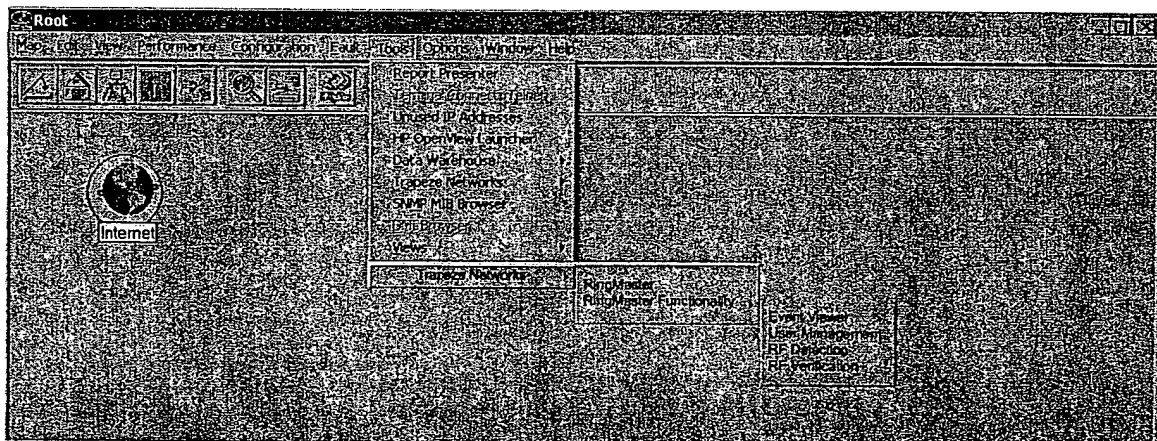 Root
Map Edit View Performance Configuration Fault Tools Options Window Help
Report Presenter
Unused IP Addresses
HP OpenView Launcher
Data Warehouse
Trapeze Networks
SNMP MIB Browser
Views
Internet
Trapeze Networks
RingMaster
RingMaster Functionality
Event Viewer
User Management
RF Detection
RF Verification